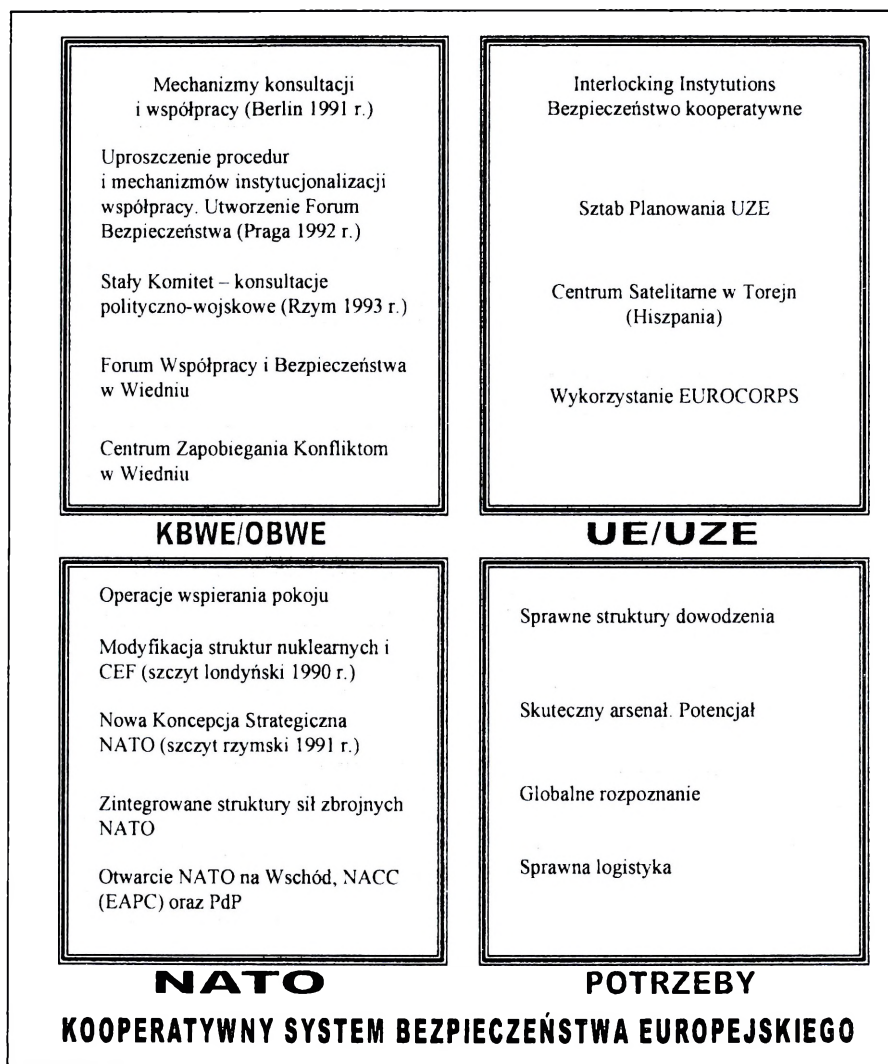 Mechanizmy konsultacji
i współpracy (Berlin 1991 r.)
Uproszczenie procedur
i mechanizmów instytucjonalizacji
współpracy. Utworzenie Forum
Bezpieczeństwa (Praga 1992 r.)
Stały Komitet – konsultacje
polityczno-wojskowe (Rzym 1993 r.)
Forum Współpracy i Bezpieczeństwa
w Wiedniu
Centrum Zapobiegania Konfliktom
w Wiedniu
KBWE/OBWE
Interlocking Instytutions
Bezpieczeństwo kooperatywne
Sztab Planowania UZE
Centrum Satelitarne w Torejn
(Hiszpania)
Wykorzystanie EUROCORPS
UE/UZE
Operacje wspierania pokoju
Modyfikacja struktur nuklearnych i
CEF (szczyt londyński 1990 r.)
Nowa Koncepcja Strategiczna
NATO (szczyt rzymski 1991 r.)
Zintegrowane struktury sił zbrojnych
NATO
Otwarcie NATO na Wschód, NACC
(EAPC) oraz PdP
NATO
Sprawne struktury dowodzenia
Skuteczny arsenał. Potencjał
Globalne rozpoznanie
Sprawna logistyka
POTRZEBY
KOOPERATYWNY SYSTEM BEZPIECZEŃSTWA EUROPEJSKIEGO